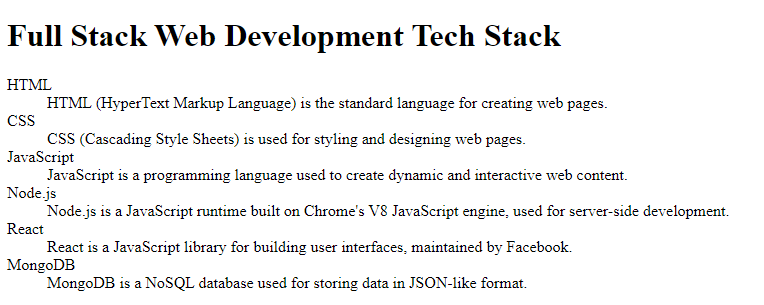 Full Stack Web Development Tech Stack
HTML
HTML (HyperText Markup Language) is the standard language for creating web pages.
CSS
CSS (Cascading Style Sheets) is used for styling and designing web pages.
JavaScript
JavaScript is a programming language used to create dynamic and interactive web content.
Node.js
Node.js is a JavaScript runtime built on Chrome's V8 JavaScript engine, used for server-side development.
React
React is a JavaScript library for building user interfaces, maintained by Facebook.
MongoDB
MongoDB is a NoSQL database used for storing data in JSON-like format.